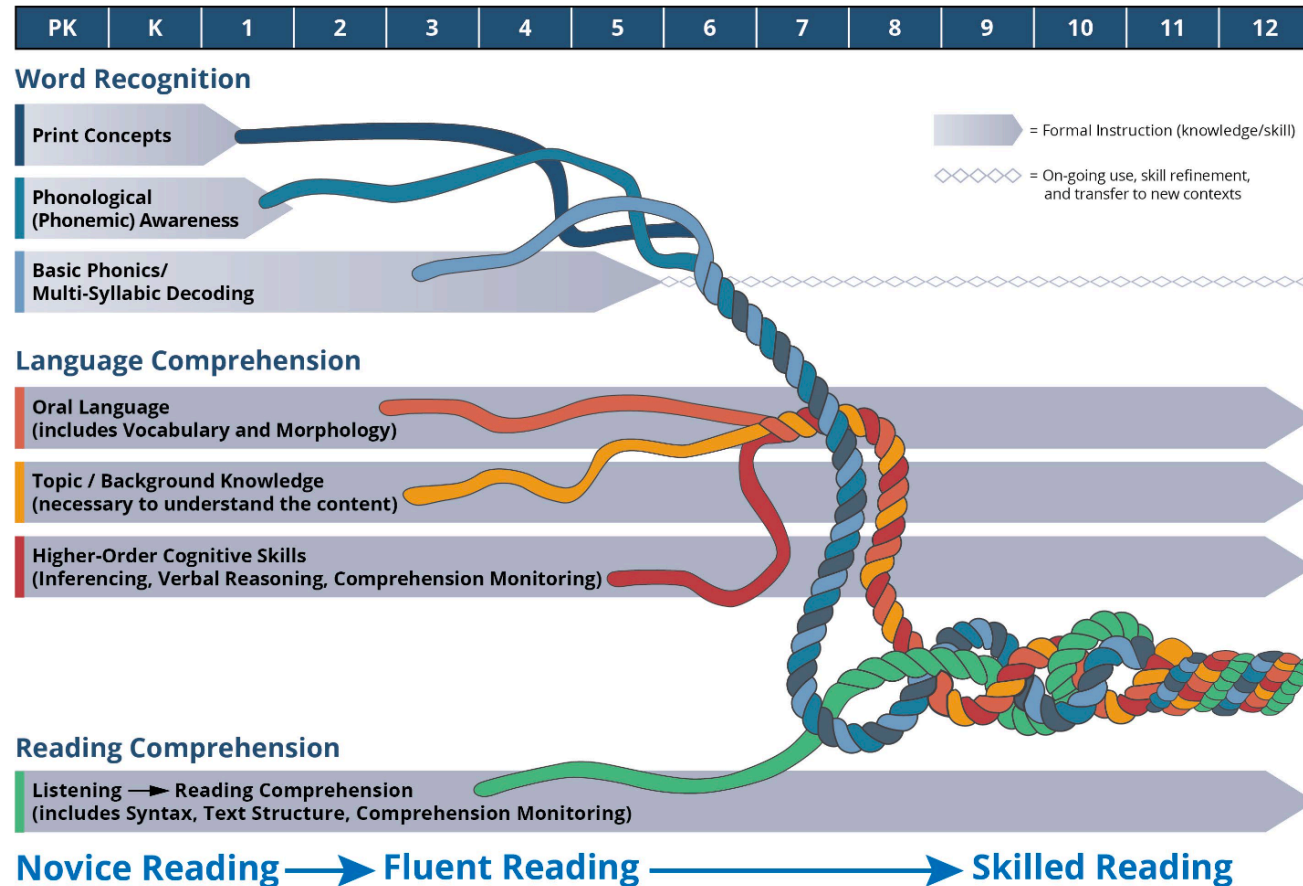 PK K 1 2 3 4 5 6 7 8 9 10 11 12
Word Recognition
Print Concepts
Phonological
(Phonemic) Awareness
Basic Phonics/
Multi-Syllabic Decoding
= Formal Instruction (knowledge/skill)
= On-going use, skill refinement,
and transfer to new contexts
Language Comprehension
Oral Language
(includes Vocabulary and Morphology)
Topic / Background Knowledge
(necessary to understand the content)
Higher-Order Cognitive Skills
(Inferencing, Verbal Reasoning, Comprehension Monitoring)
Reading Comprehension
Listening → Reading Comprehension
(includes Syntax, Text Structure, Comprehension Monitoring)
Novice Reading → Fluent Reading → Skilled Reading